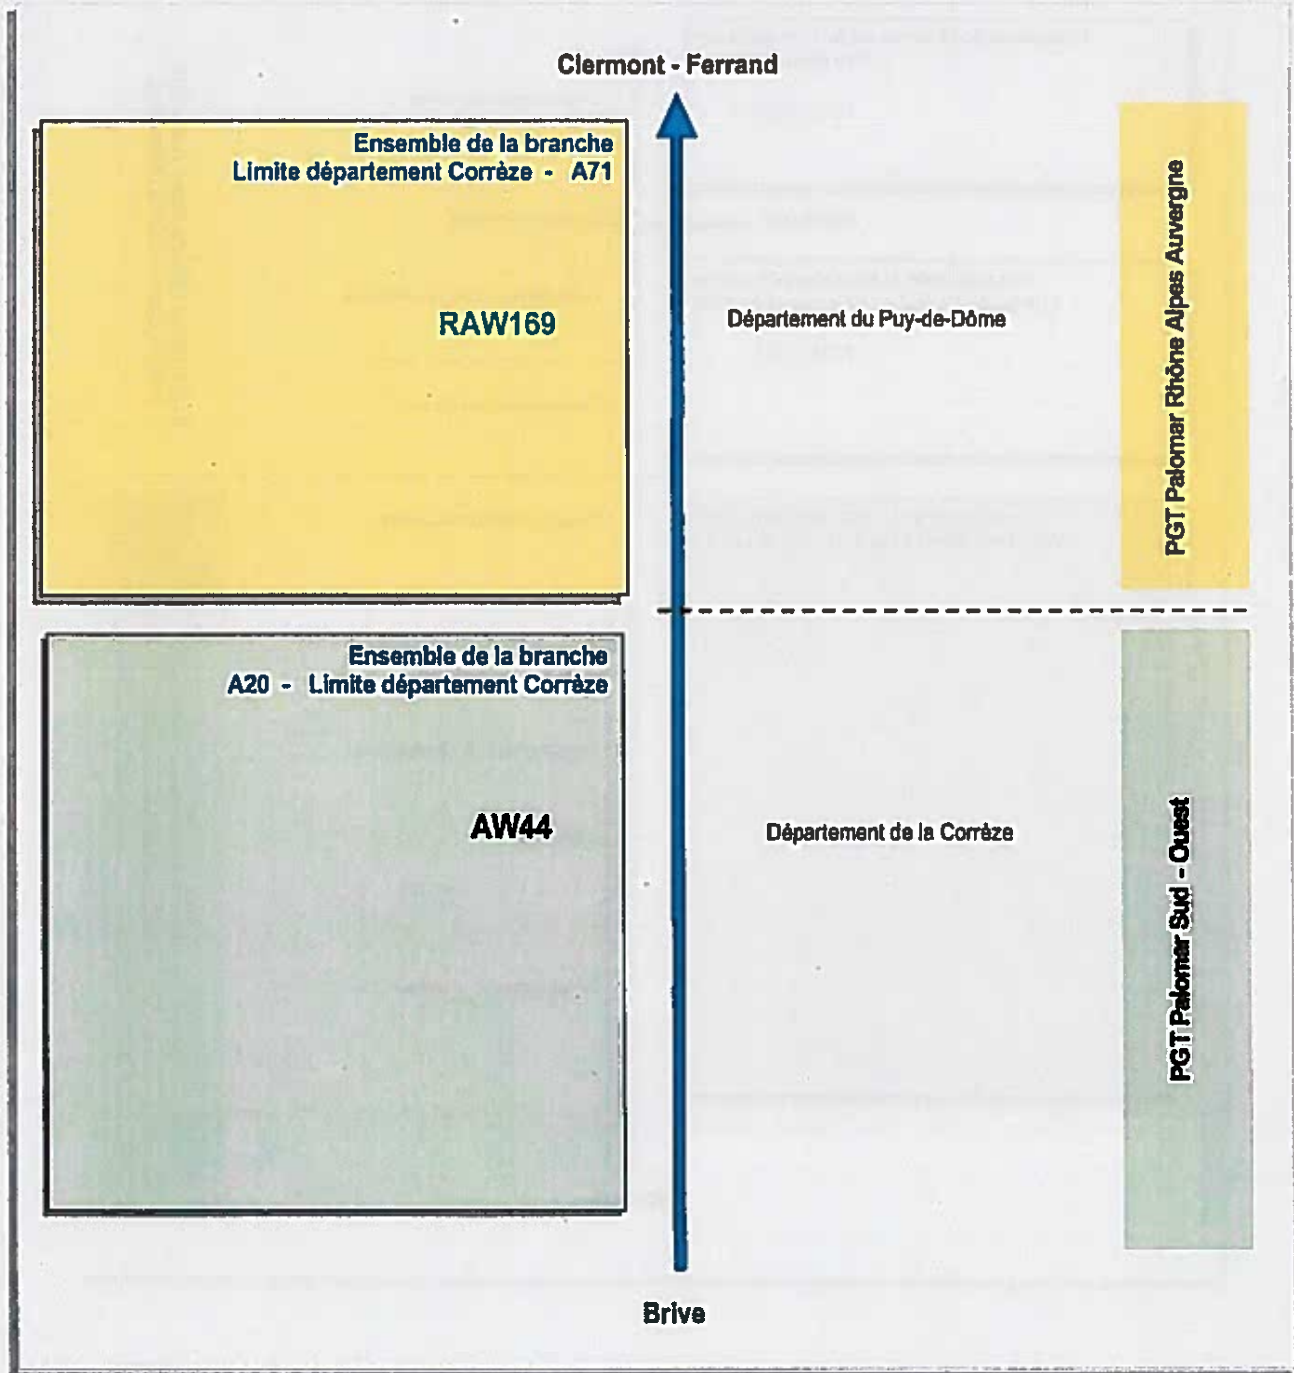 Clermont - Ferrand
Ensemble de la branche
Limite département Corrèze - A71
RAW169
Département du Puy-de-Dôme
PGT Palomar Rhône Alpes Auvergne
Ensemble de la branche
A20 - Limite département Corrèze
AW44
Département de la Corrèze
PGT Palomar Sud - Ouest
Brive